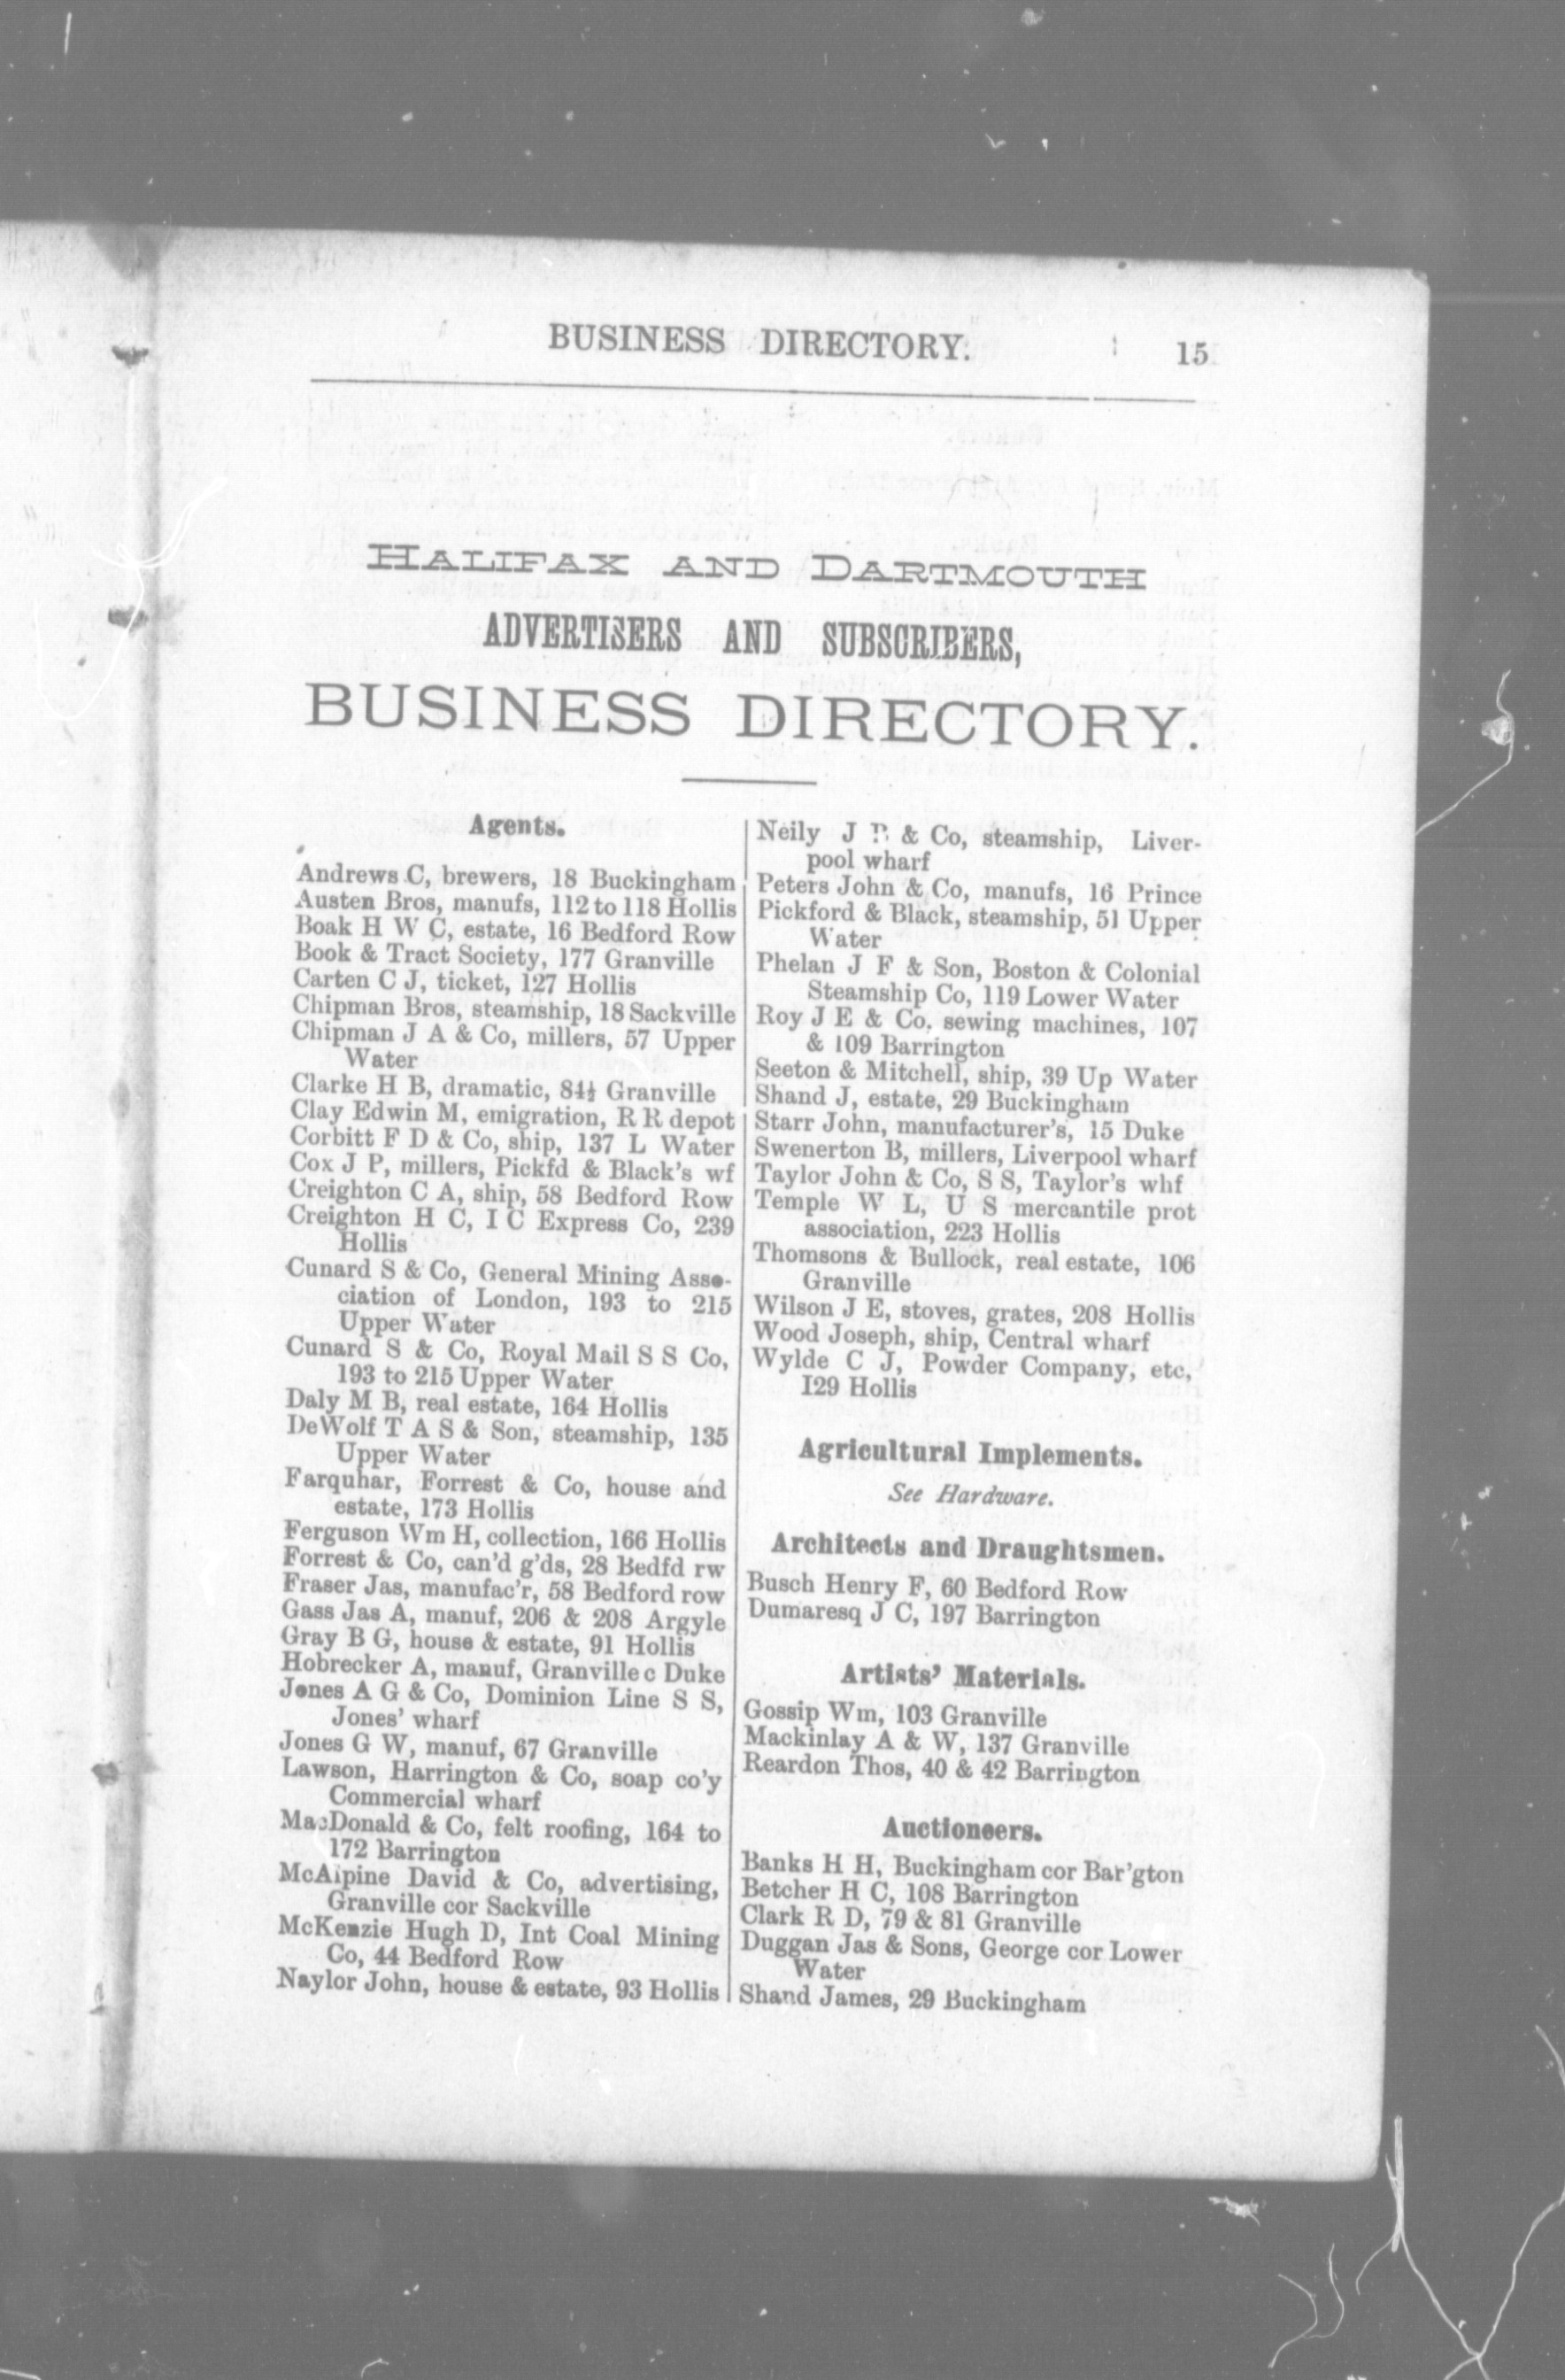 BUSINESS DIRECTORY. 15
HALIFAX AND DARTMOUTH
ADVERTISERS AND SUBSCRIBERS,
BUSINESS DIRECTORY.
Agents.
Andrews C, brewers, 18 Buckingham
Austen Bros, manufs, 112 to 118 Hollis
Boak H W C, estate, 16 Bedford Row
Book & Tract Society, 177 Granville
Carten C J, ticket, 127 Hollis
Chipman Bros, steamship, 18 Sackville
Chipman J A & Co, millers, 57 Upper
Water
Clarke H B, dramatic, 84½ Granville
Clay Edwin M, emigration, R R depot
Corbitt F D & Co, ship, 137 L Water
Cox J P, millers, Pickfd & Black's wf
Creighton C A, ship, 58 Bedford Row
Creighton H C, I C Express Co, 239
Hollis
Cunard S & Co, General Mining Asso-
ciation of London, 193 to 215
Upper Water
Cunard S & Co, Royal Mail S S Co,
193 to 215 Upper Water
Daly M B, real estate, 164 Hollis
DeWolf T A S & Son, steamship, 135
Upper Water
Farquhar, Forrest & Co, house and
estate, 173 Hollis
Ferguson Wm H, collection, 166 Hollis
Forrest & Co, can'd g'ds, 28 Bedfd rw
Fraser Jas, manufac'r, 58 Bedford row
Gass Jas A, manuf, 206 & 208 Argyle
Gray B G, house & estate, 91 Hollis
Hobrecker A, manuf, Granville c Duke
Jones A G & Co, Dominion Line S S,
Jones' wharf
Jones G W, manuf, 67 Granville
Lawson, Harrington & Co, soap co'y
Commercial wharf
MacDonald & Co, felt roofing, 164 to
172 Barrington
McAlpine David & Co, advertising,
Granville cor Sackville
McKenzie Hugh D, Int Coal Mining
Co, 44 Bedford Row
Naylor John, house & estate, 93 Hollis
Neily J & Co, steamship, Liver-
pool wharf
Peters John & Co, manufs, 16 Prince
Pickford & Black, steamship, 51 Upper
Water
Phelan J F & Son, Boston & Colonial
Steamship Co, 119 Lower Water
Roy J E & Co, sewing machines, 107
& 109 Barrington
Seeton & Mitchell, ship, 39 Up Water
Shand J, estate, 29 Buckingham
Starr John, manufacturer's, 15 Duke
Swenerton B, millers, Liverpool wharf
Taylor John & Co, S S, Taylor's whf
Temple W L, U S mercantile prot
association, 223 Hollis
Thomsons & Bullock, real estate, 106
Granville
Wilson J E, stoves, grates, 208 Hollis
Wood Joseph, ship, Central wharf
Wylde C J, Powder Company, etc,
129 Hollis
Agricultural Implements.
See Hardware.
Architects and Draughtsmen.
Busch Henry F, 60 Bedford Row
Dumaresq J C, 197 Barrington
Artists' Materials.
Gossip Wm, 103 Granville
Mackinlay A & W, 137 Granville
Reardon Thos, 40 & 42 Barrington
Auctioneers.
Banks H H, Buckingham cor Bar'gton
Betcher H C, 108 Barrington
Clark R D, 79 & 81 Granville
Duggan Jas & Sons, George cor Lower
Water
Shand James, 29 Buckingham